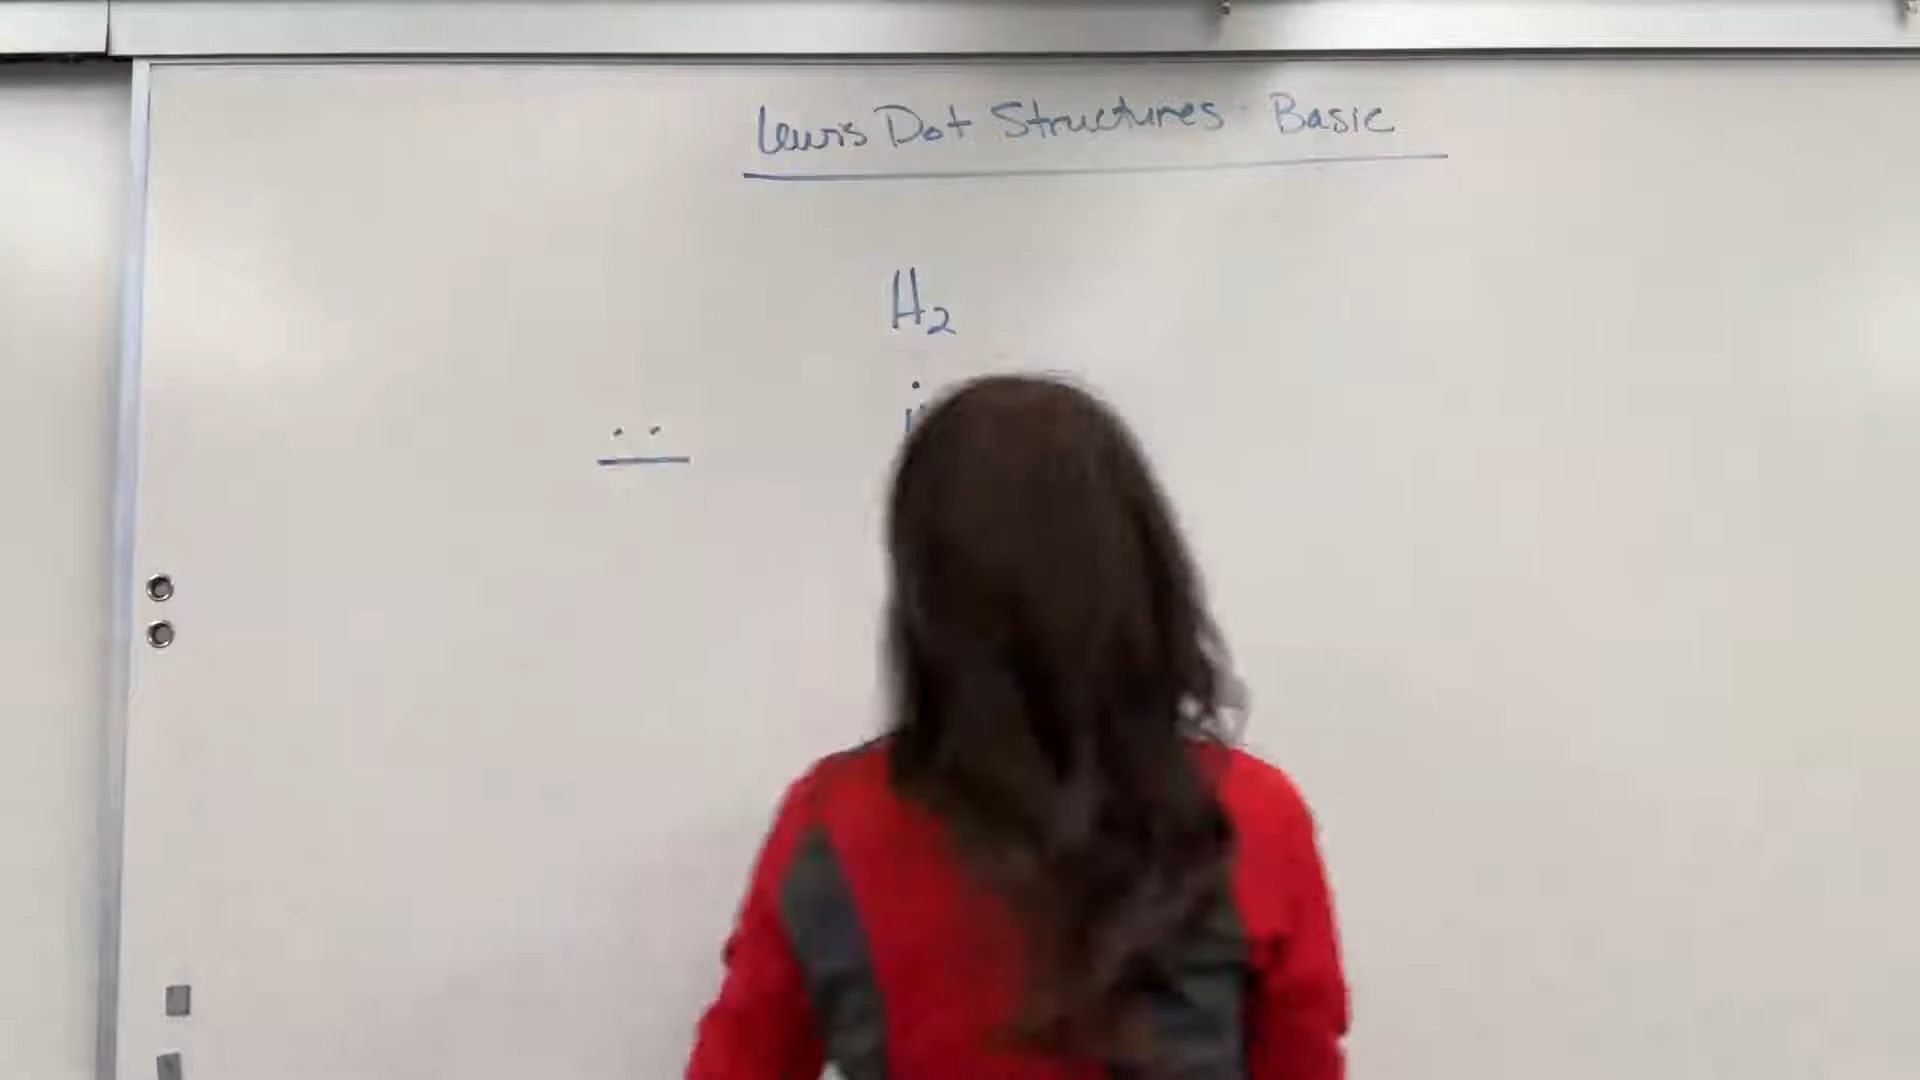 Lewis Dot Structures - Basic
H₂